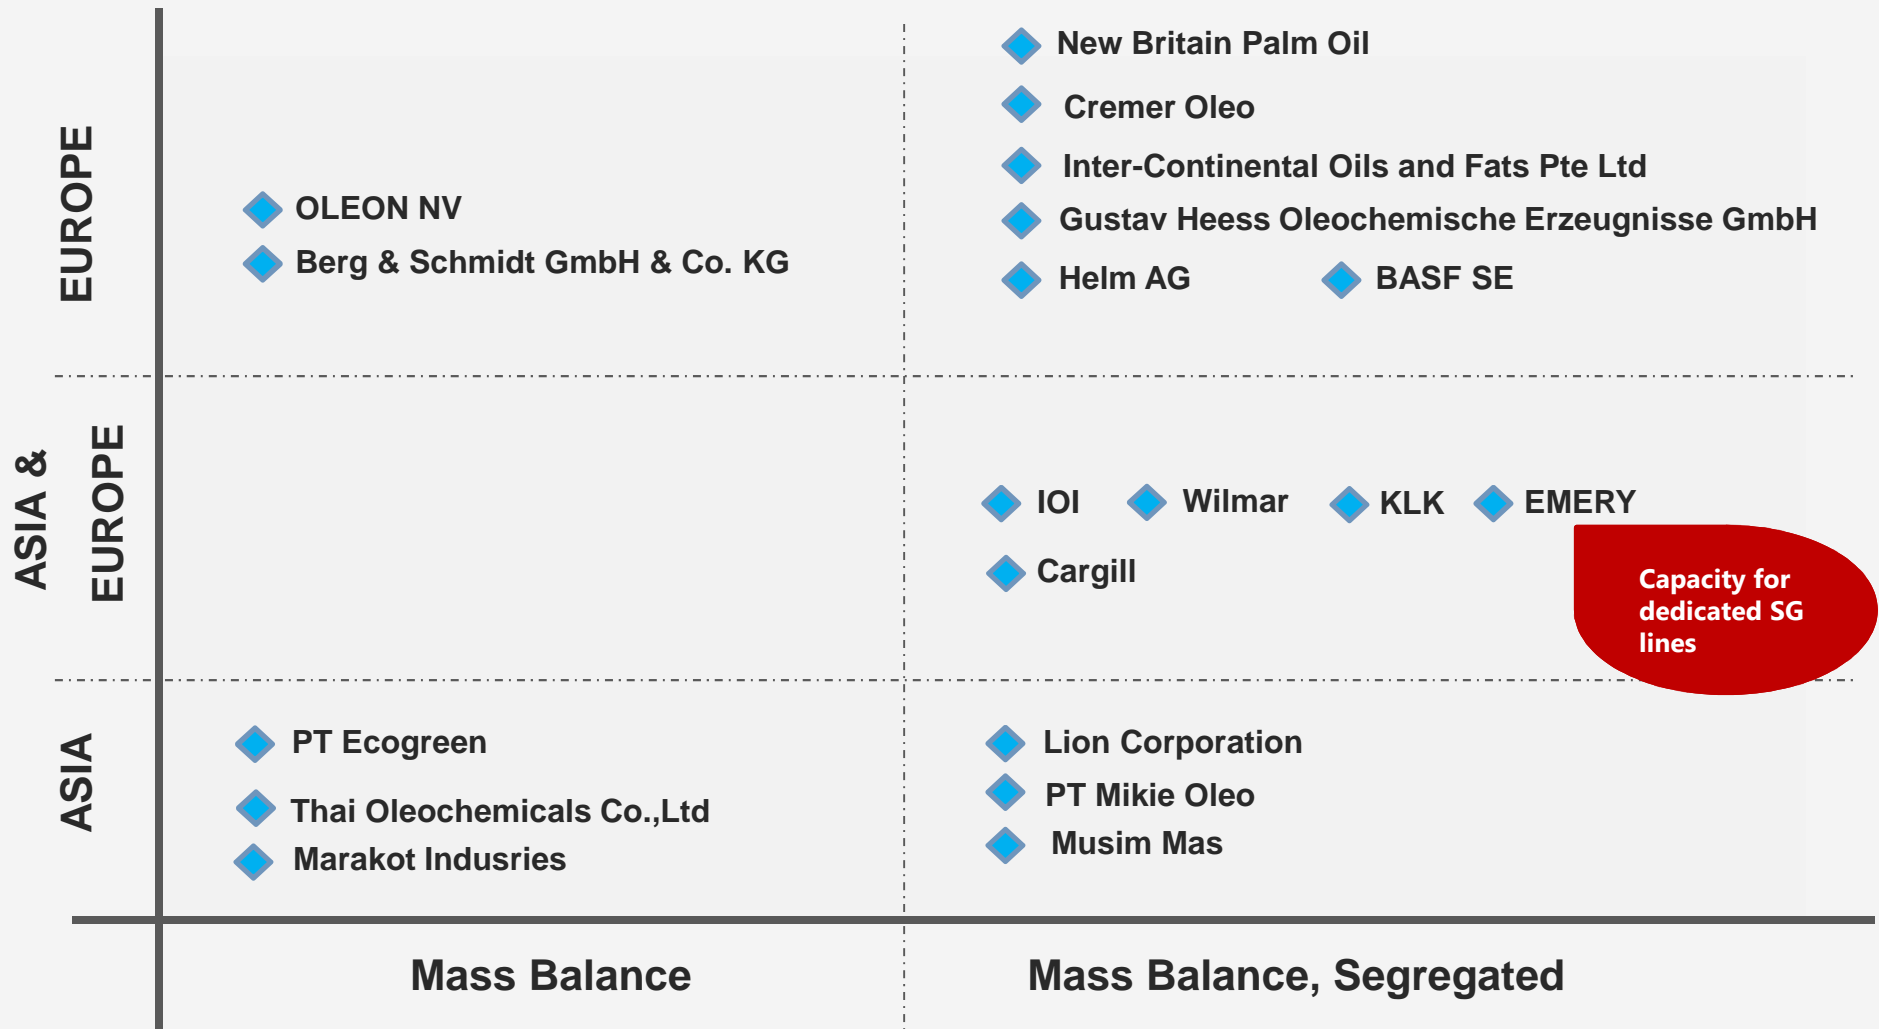 EUROPE
OLEON NV
Berg & Schmidt GmbH & Co. KG
New Britain Palm Oil
Cremer Oleo
Inter-Continental Oils and Fats Pte Ltd
Gustav Heess Oleochemische Erzeugnisse GmbH
Helm AG
BASF SE
ASIA &
EUROPE
IOI
Wilmar
KLK
EMERY
Cargill
Capacity for
dedicated SG
lines
ASIA
PT Ecogreen
Thai Oleochemicals Co.,Ltd
Marakot Indusries
Lion Corporation
PT Mikie Oleo
Musim Mas
Mass Balance
Mass Balance, Segregated